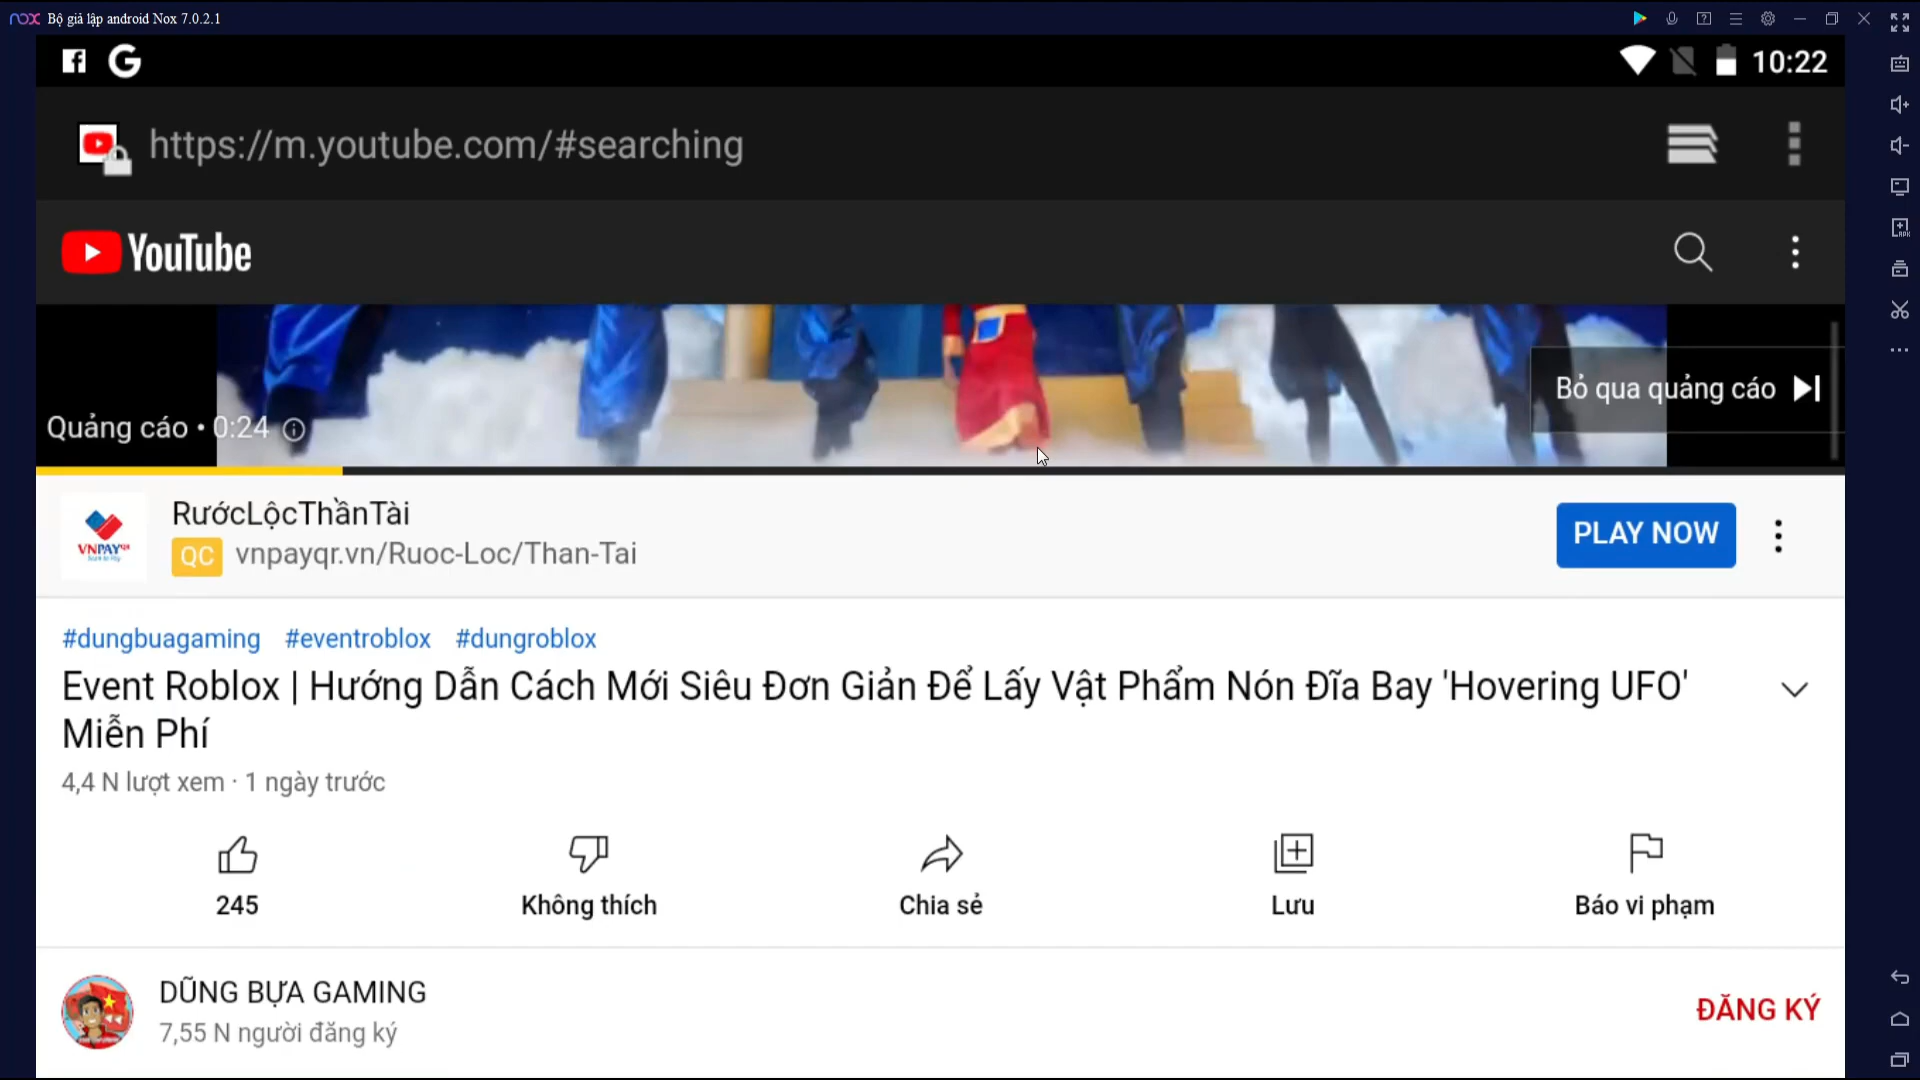 nox Bộ giả lập android Nox 7.0.2.1
10:22
https://m.youtube.com/#searching
YouTube
Bỏ qua quảng cáo
Quảng cáo • 0:24
RướcLộcThầnTài
PLAY NOW
VNPAY
QC vnpayqr.vn/Ruoc-Loc/Than-Tai
#dungbuagaming #eventroblox #dungroblox
Event Roblox | Hướng Dẫn Cách Mới Siêu Đơn Giản Để Lấy Vật Phẩm Nón Đĩa Bay 'Hovering UFO'
Miễn Phí
4,4 N lượt xem · 1 ngày trước
245 Không thích Chia sẻ Lưu Báo vi phạm
DŨNG BỰA GAMING
7,55 N người đăng ký
ĐĂNG KÝ